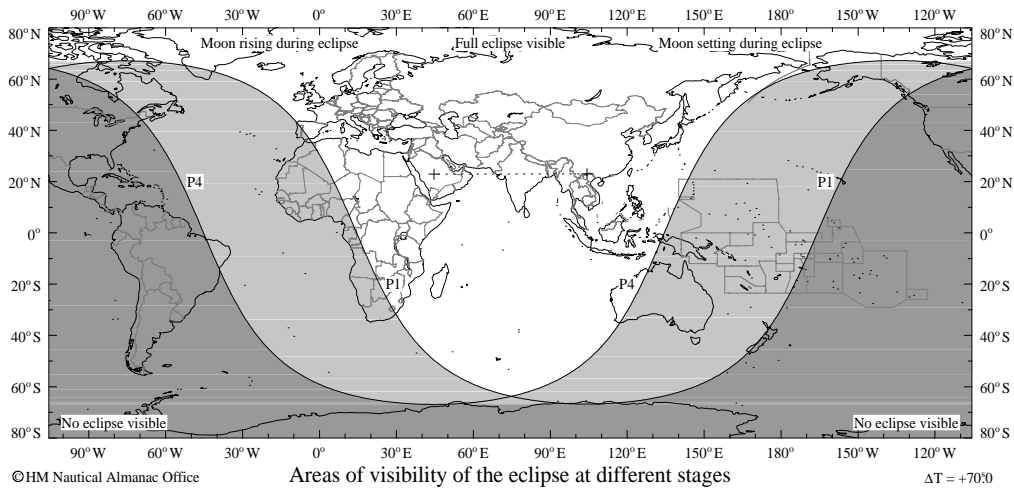 90° W 60° W 30° W 0° 30° E 60° E 90° E 120° E 150° E 180° 150° W 120° W
80° N 80° N
Moon rising during eclipse Full eclipse visible Moon setting during eclipse
60° N 60° N
40° N 40° N
20° N P4 P1 20° N
0° 0°
20° S P1 P4 20° S
40° S 40° S
60° S 60° S
No eclipse visible No eclipse visible
80° S 80° S
90° W 60° W 30° W 0° 30° E 60° E 90° E 120° E 150° E 180° 150° W 120° W
©HM Nautical Almanac Office Areas of visibility of the eclipse at different stages ΔT = +70ˢ.0